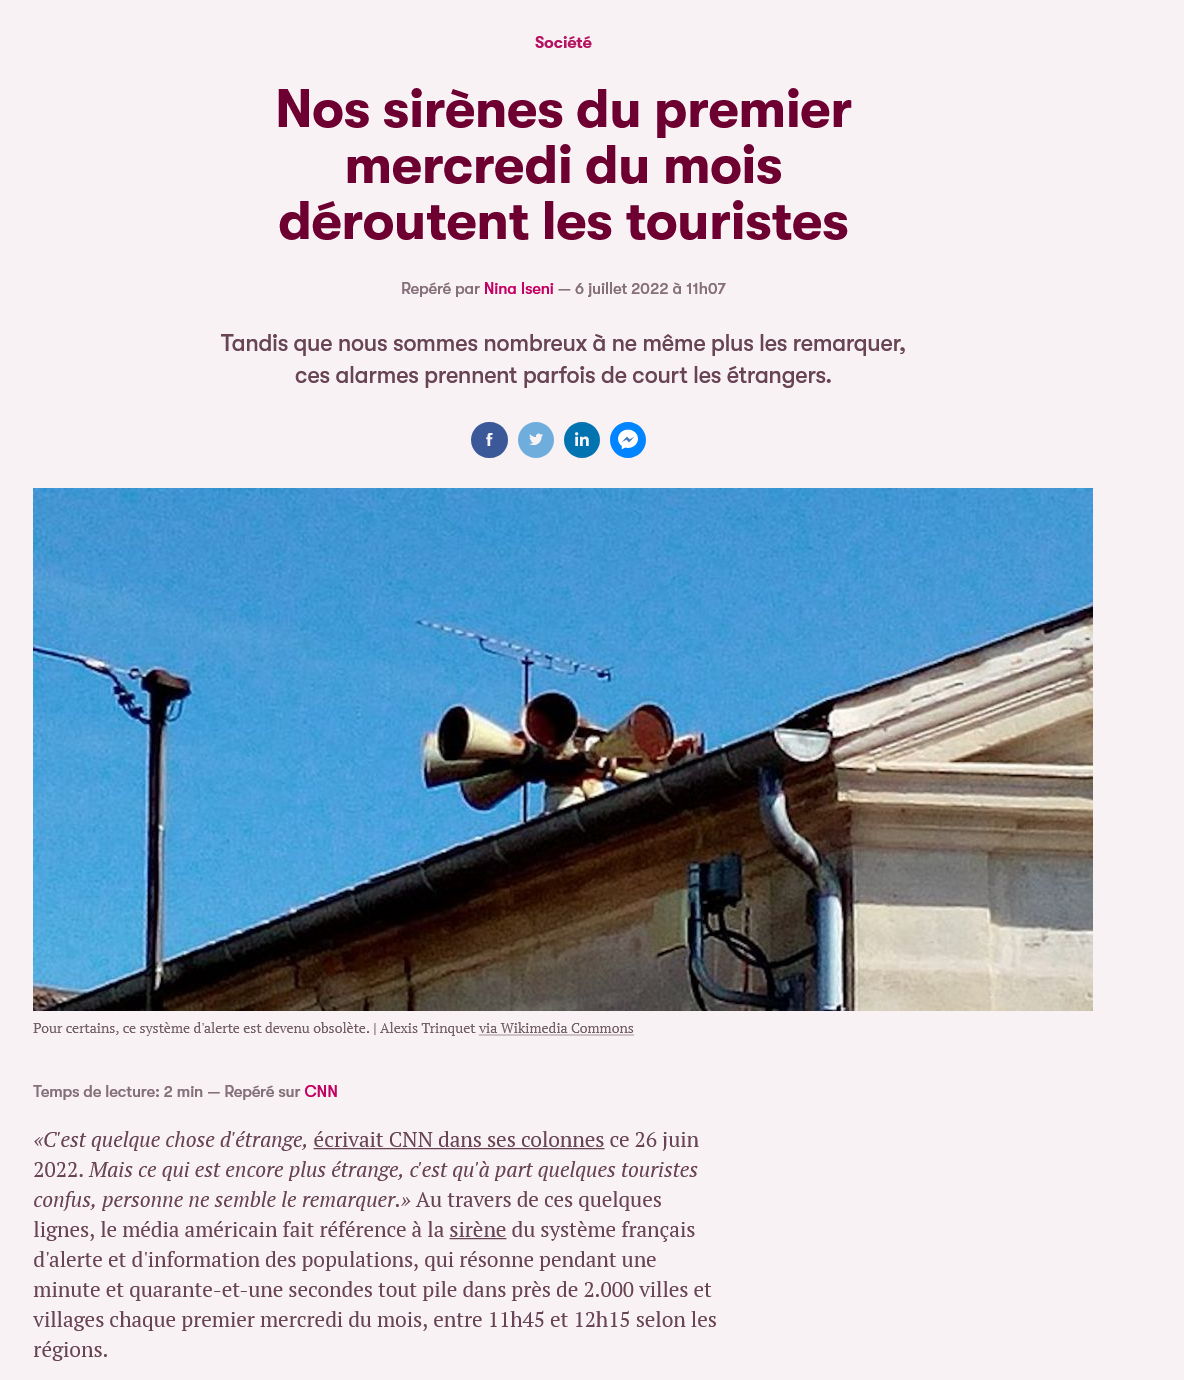 Société
Nos sirènes du premier
mercredi du mois
déroutent les touristes
Repéré par Nina Iseni — 6 juillet 2022 à 11h07
Tandis que nous sommes nombreux à ne même plus les remarquer,
ces alarmes prennent parfois de court les étrangers.
Pour certains, ce système d'alerte est devenu obsolète. | Alexis Trinquet via Wikimedia Commons
Temps de lecture: 2 min — Repéré sur CNN
«C'est quelque chose d'étrange, écrivait CNN dans ses colonnes ce 26 juin
2022. Mais ce qui est encore plus étrange, c'est qu'à part quelques touristes
confus, personne ne semble le remarquer.» Au travers de ces quelques
lignes, le média américain fait référence à la sirène du système français
d'alerte et d'information des populations, qui résonne pendant une
minute et quarante-et-une secondes tout pile dans près de 2.000 villes et
villages chaque premier mercredi du mois, entre 11h45 et 12h15 selon les
régions.